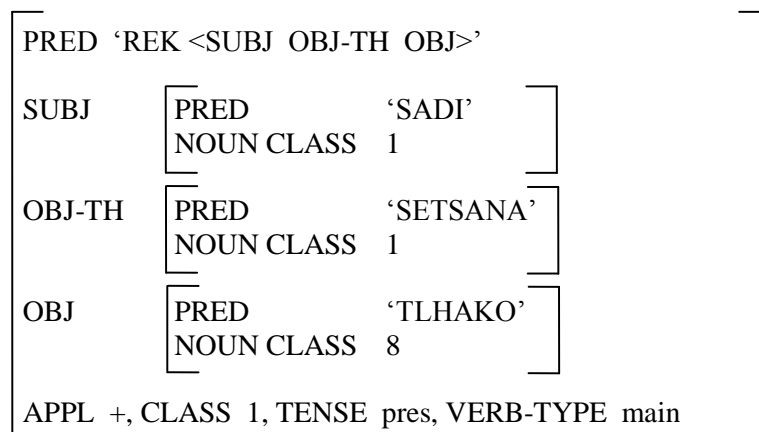 PRED ‘REK <SUBJ OBJ-TH OBJ>’
SUBJ PRED ‘SADI’
NOUN CLASS 1
OBJ-TH PRED ‘SETSANA’
NOUN CLASS 1
OBJ PRED ‘TLHAKO’
NOUN CLASS 8
APPL +, CLASS 1, TENSE pres, VERB-TYPE main